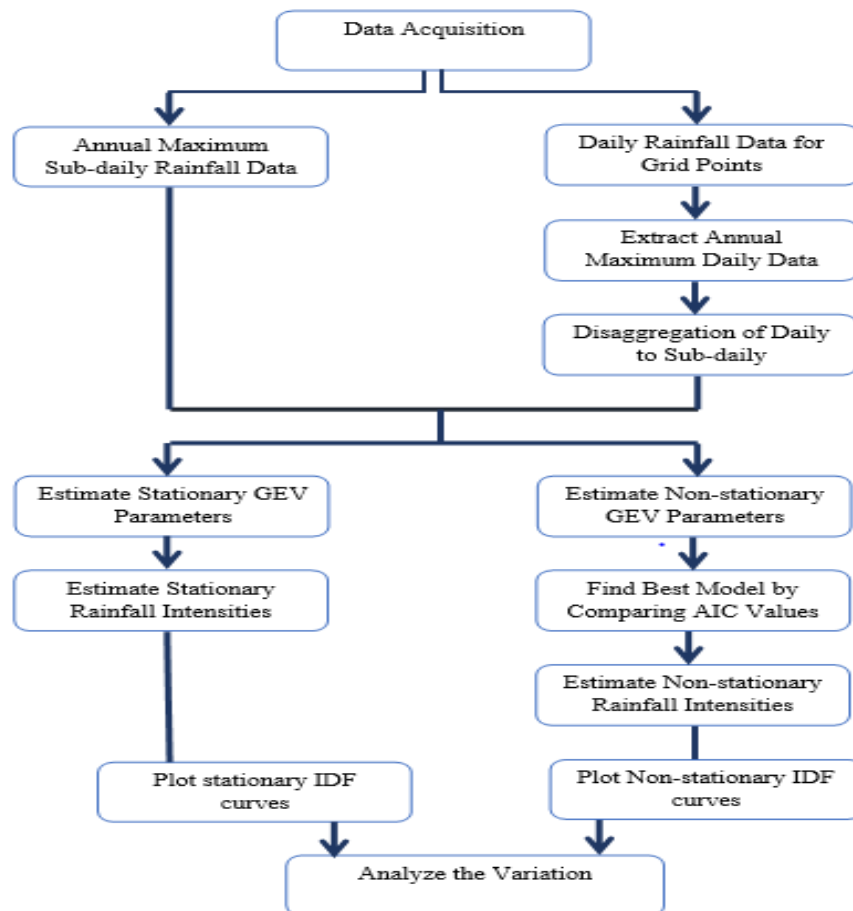 Data Acquisition
Annual Maximum
Sub-daily Rainfall Data
Daily Rainfall Data for
Grid Points
Extract Annual
Maximum Daily Data
Disaggregation of Daily
to Sub-daily
Estimate Stationary GEV
Parameters
Estimate Non-stationary
GEV Parameters
Estimate Stationary
Rainfall Intensities
Find Best Model by
Comparing AIC Values
Estimate Non-stationary
Rainfall Intensities
Plot stationary IDF
curves
Plot Non-stationary IDF
curves
Analyze the Variation